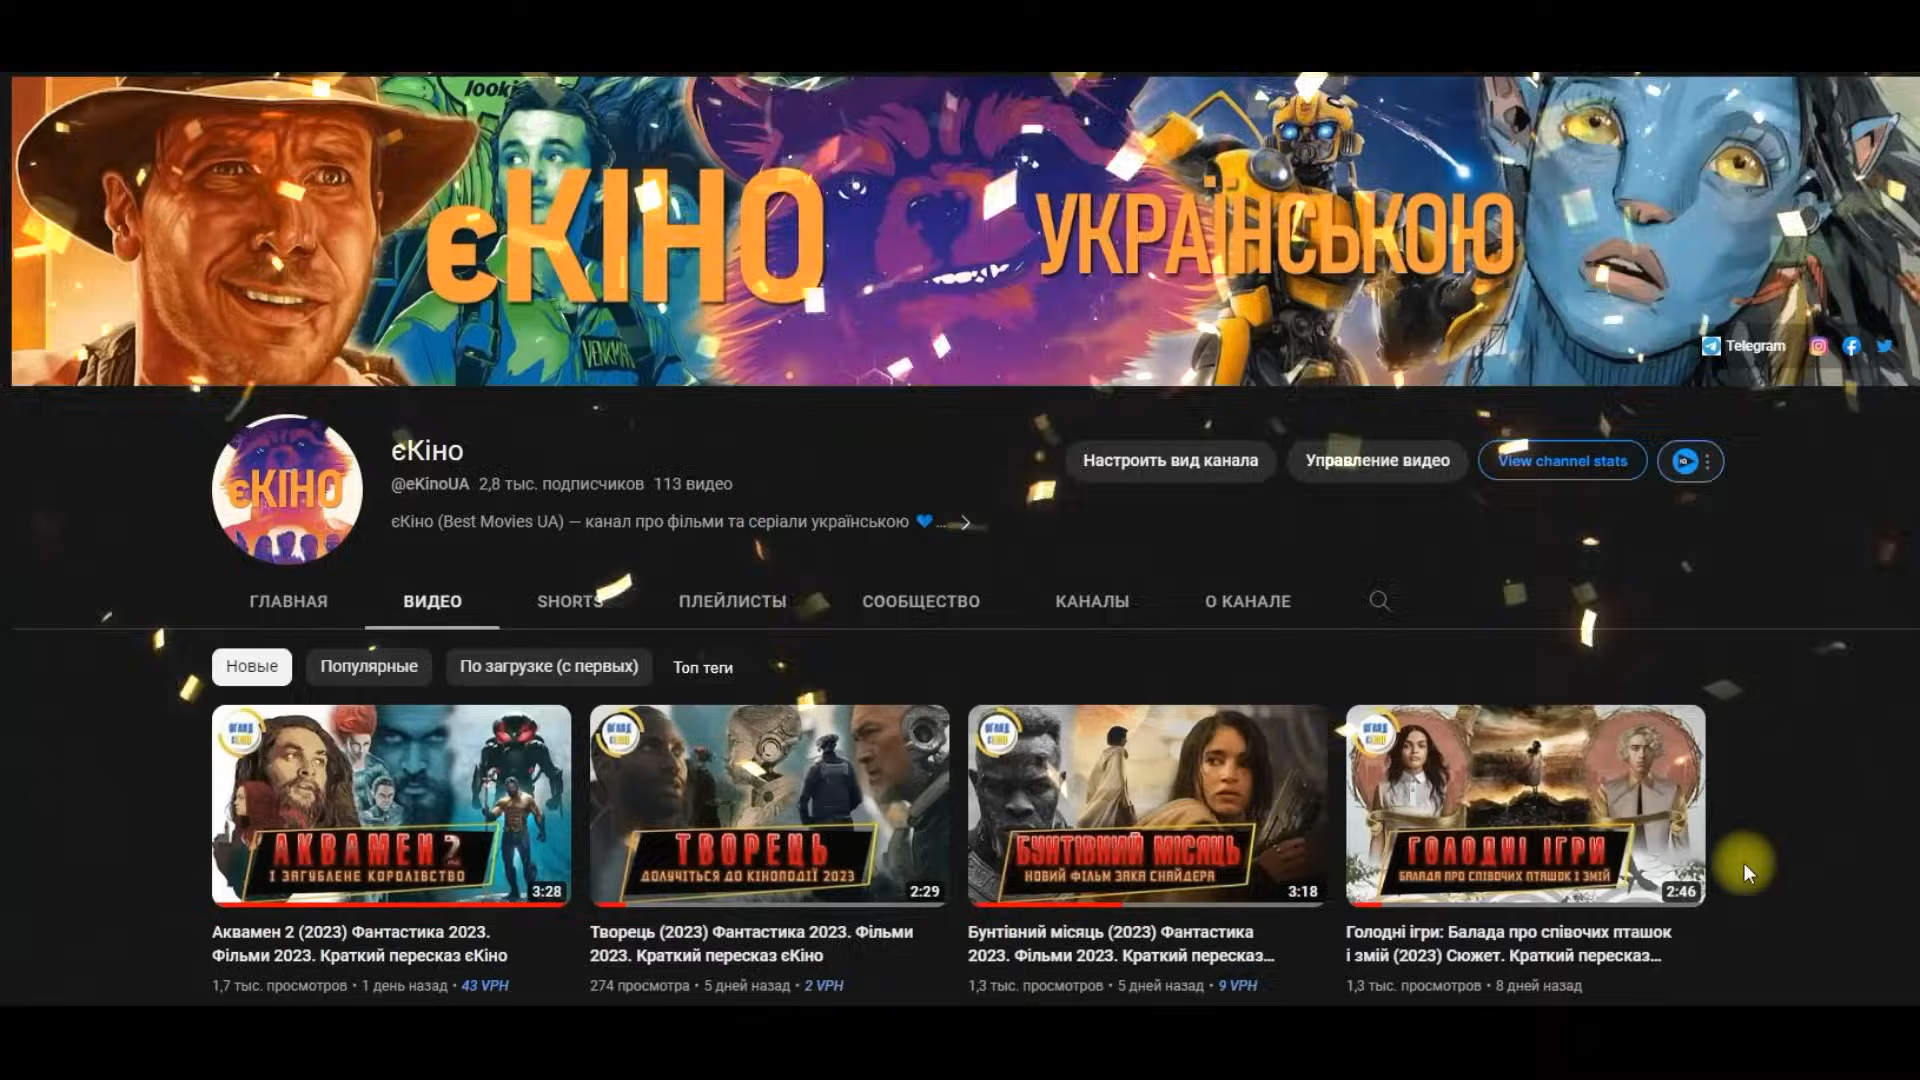 looki
єКІНО
УКРАЇНСЬКОЮ
VENKMAN
Telegram
єКІНО
єКіно
@eKinoUA 2,8 тыс. подписчиков 113 видео
єКіно (Best Movies UA) — канал про фільми та серіали українською 💙...
Настроить вид канала
Управление видео
View channel stats
ГЛАВНАЯ
ВИДЕО
SHORTS
ПЛЕЙЛИСТЫ
СООБЩЕСТВО
КАНАЛЫ
О КАНАЛЕ
Новые
Популярные
По загрузке (с первых)
Топ теги
АКВАМЕН 2
І ЗАГУБЛЕНЕ КОРОЛІВСТВО
3:28
ТВОРЕЦЬ
ДОЛУЧІТЬСЯ ДО КІНОПОДІЇ 2023
2:29
БУНТІВНИЙ МІСЯЦЬ
НОВИЙ ФІЛЬМ ЗАКА СНАЙДЕРА
3:18
ГОЛОДНІ ІГРИ
БАЛАДА ПРО СПІВОЧИХ ПТАШОК І ЗМІЙ
2:46
Аквамен 2 (2023) Фантастика 2023.
Фільми 2023. Краткий пересказ єКіно
1,7 тыс. просмотров • 1 день назад • 43 VPH
Творець (2023) Фантастика 2023. Фільми
2023. Краткий пересказ єКіно
274 просмотра • 5 дней назад • 2 VPH
Бунтівний місяць (2023) Фантастика
2023. Фільми 2023. Краткий пересказ...
1,3 тыс. просмотров • 5 дней назад • 9 VPH
Голодні ігри: Балада про співочих пташок
і змій (2023) Сюжет. Краткий пересказ...
1,3 тыс. просмотров • 8 дней назад